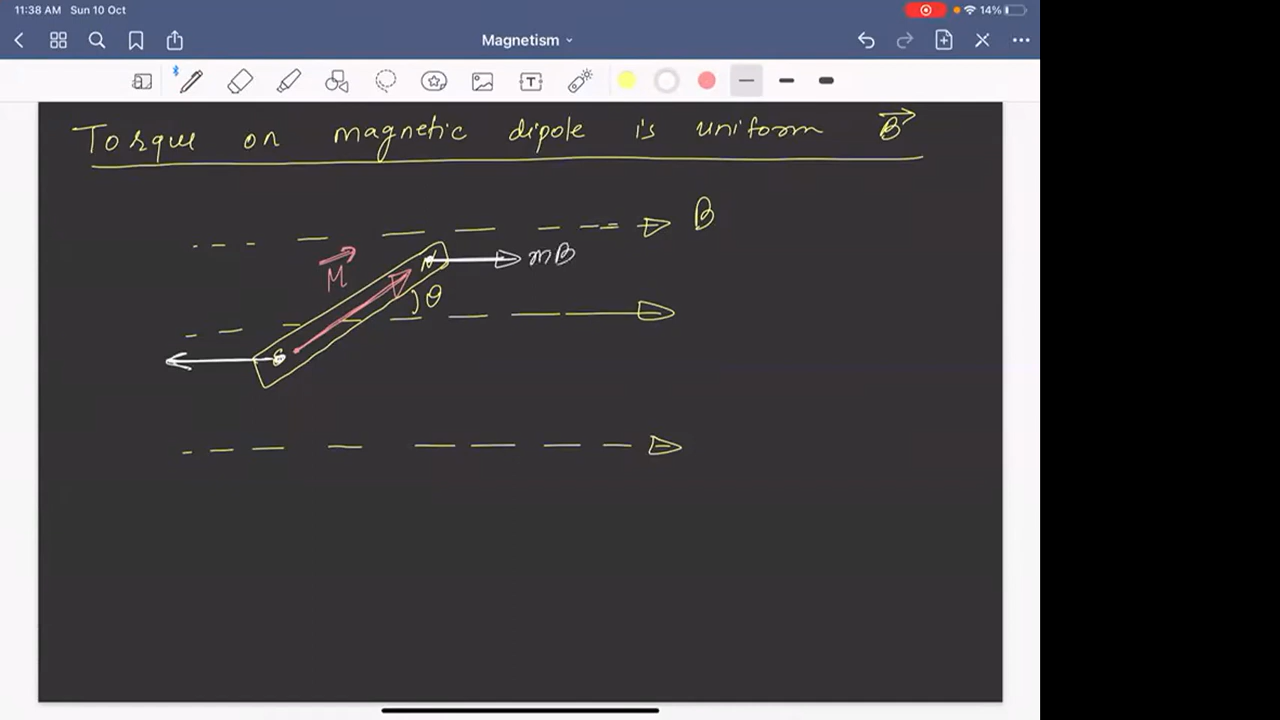 11:38 AM Sun 10 Oct
14%
Magnetism
Torque on magnetic dipole is uniform B⃗
B
M⃗
N
mB
θ
S